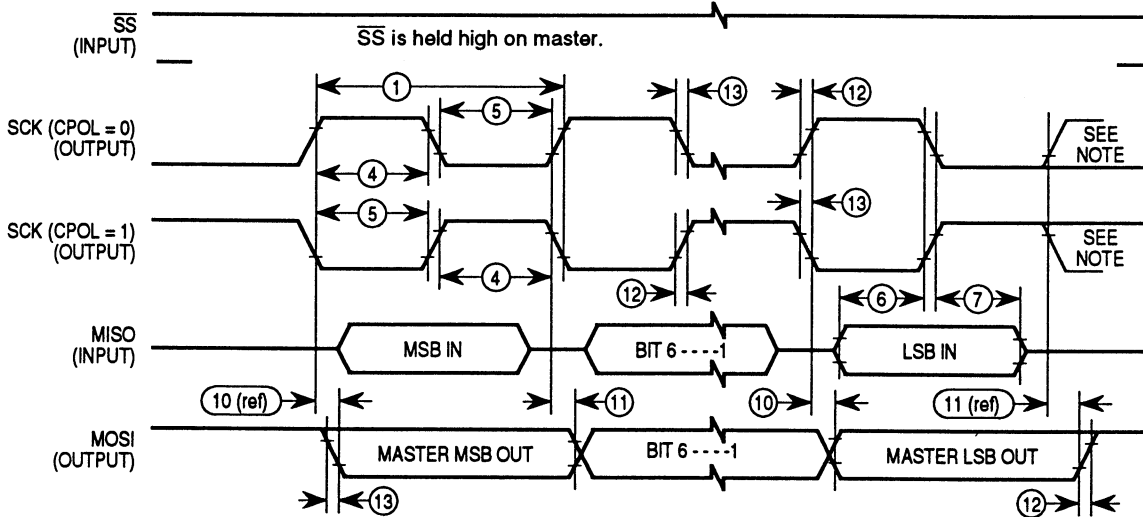 SS
(INPUT)
SS is held high on master.
1
13
12
5
SCK (CPOL = 0)
(OUTPUT)
SEE
NOTE
4
5
13
SCK (CPOL = 1)
(OUTPUT)
SEE
NOTE
4
12
6
7
MISO
(INPUT)
MSB IN
BIT 6 - - - - - 1
LSB IN
10 (ref)
11
10
11 (ref)
MOSI
(OUTPUT)
MASTER MSB OUT
BIT 6 - - - - - 1
MASTER LSB OUT
13
12